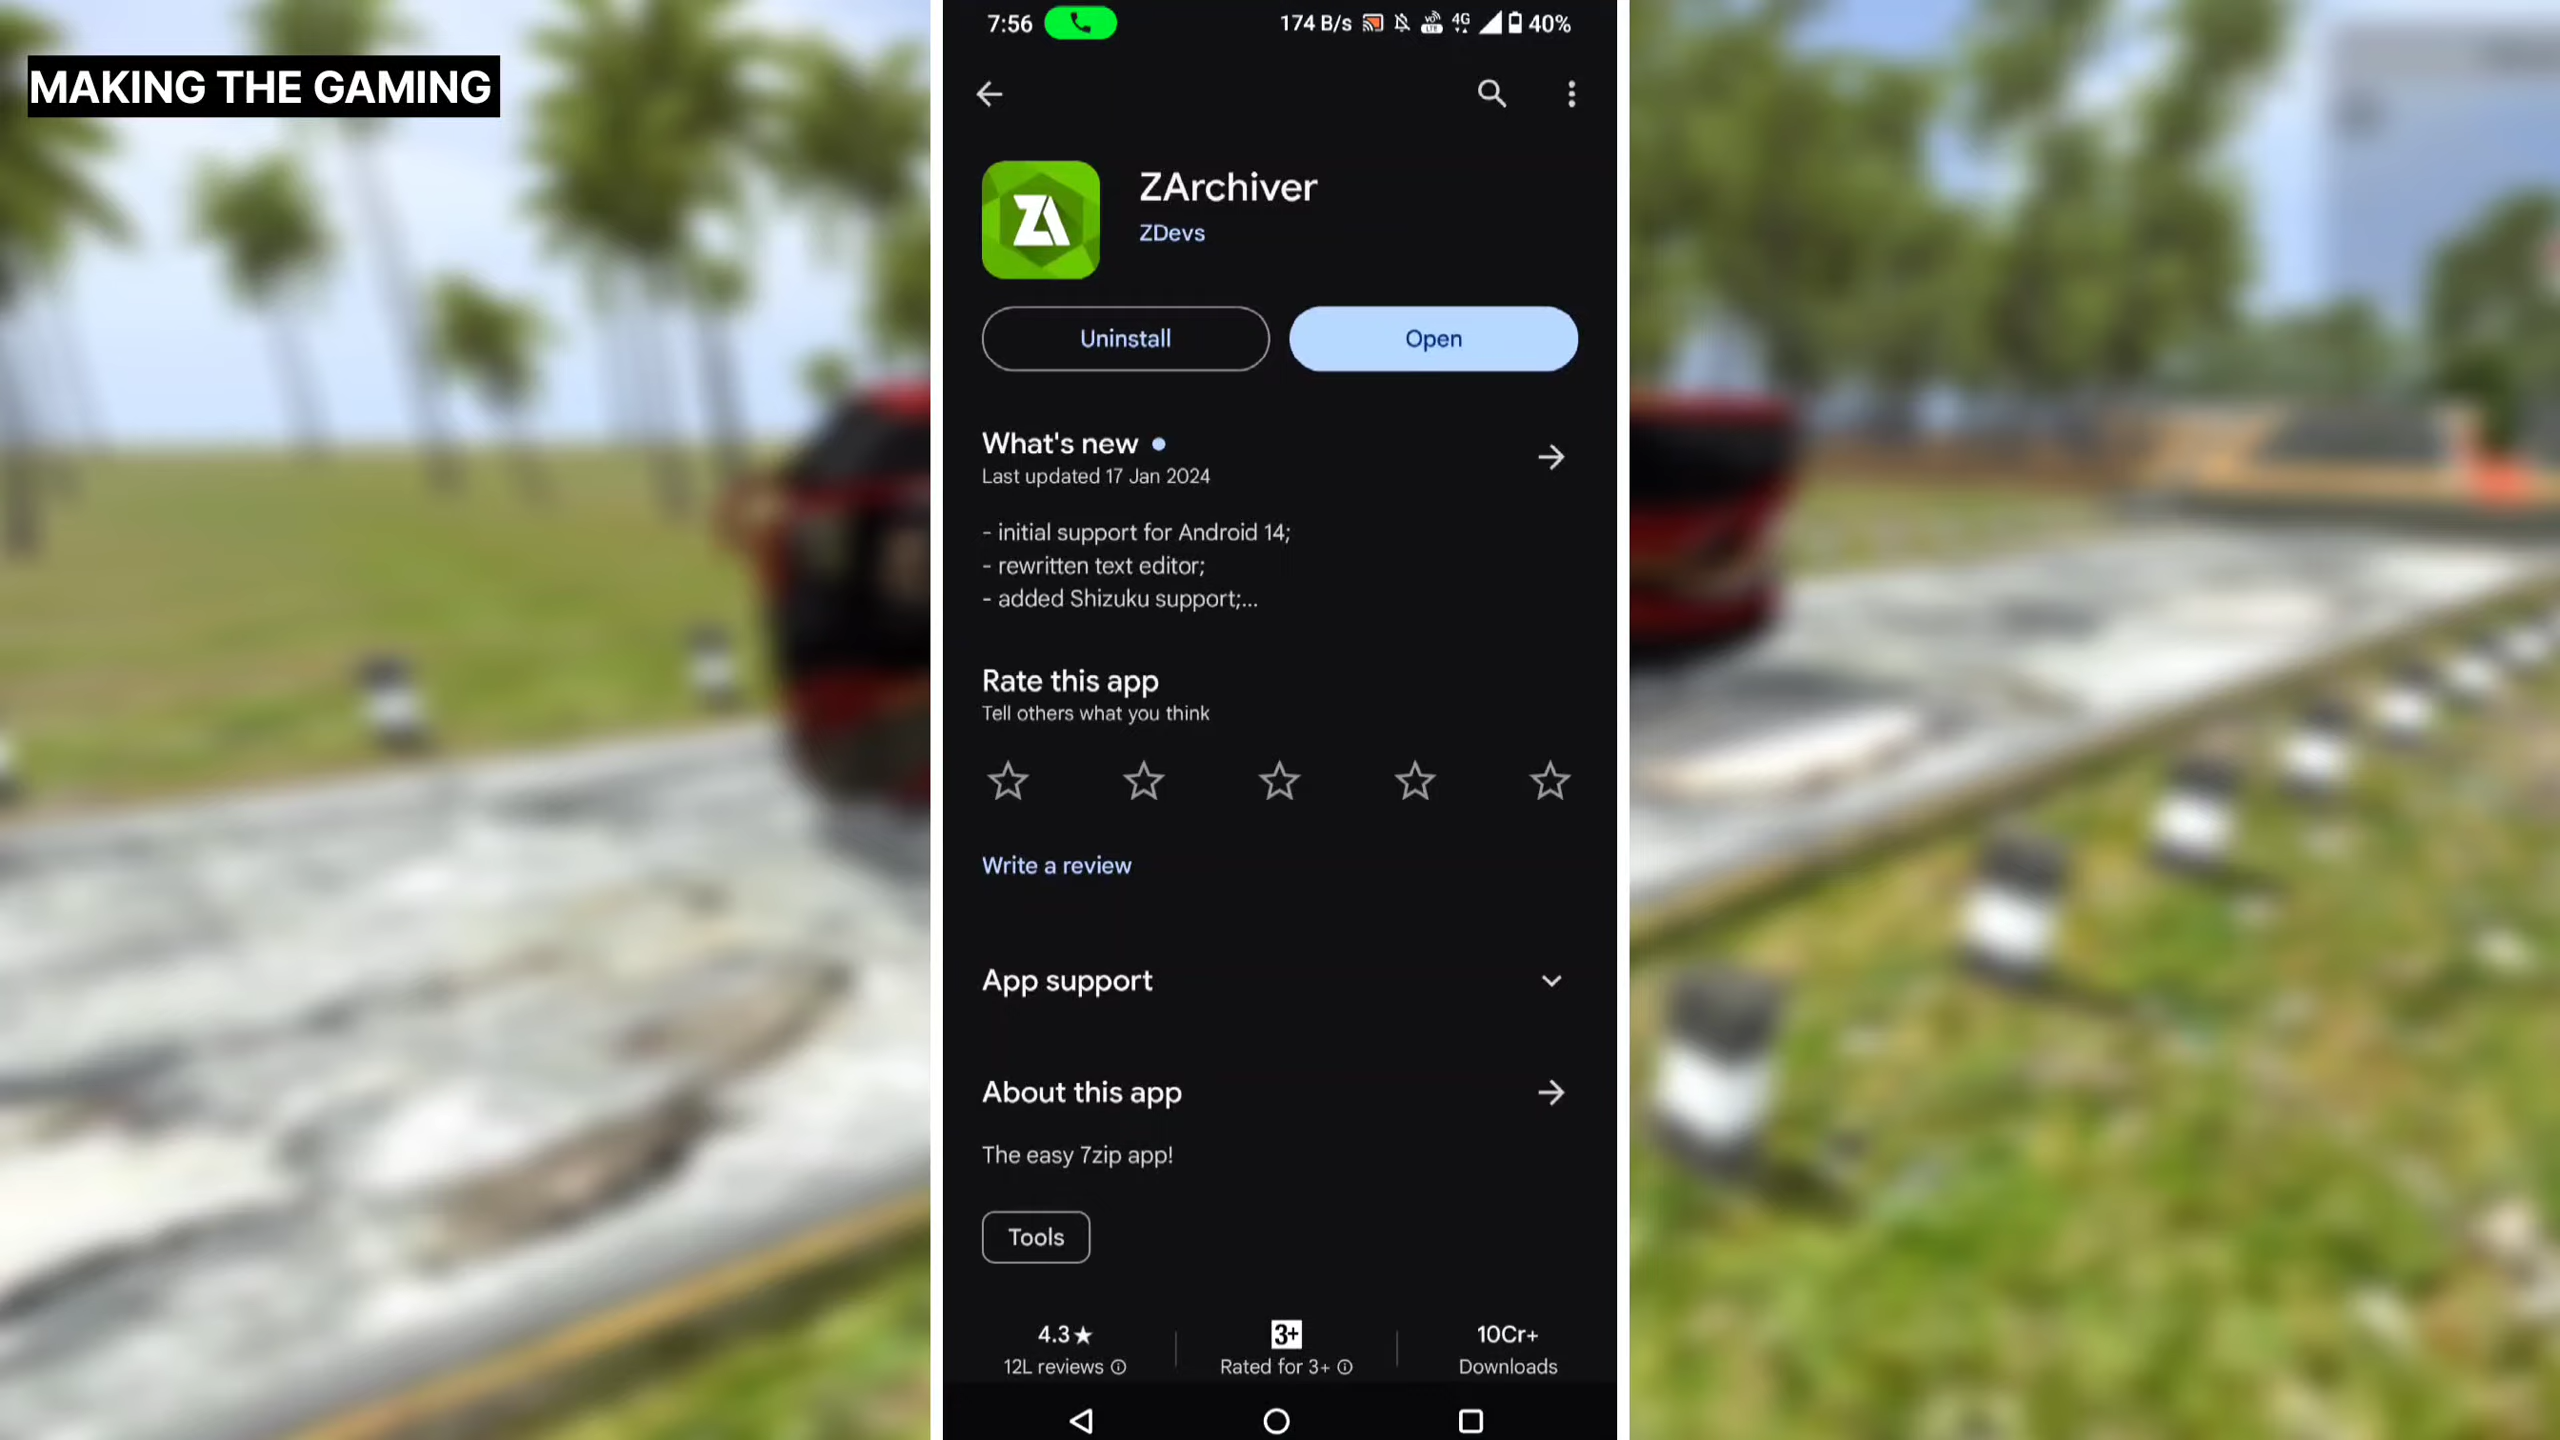 MAKING THE GAMING
7:56
174 B/s
4G
40%
ZA
ZArchiver
ZDevs
Uninstall
Open
What's new
Last updated 17 Jan 2024
- initial support for Android 14;
- rewritten text editor;
- added Shizuku support;...
Rate this app
Tell others what you think
Write a review
App support
About this app
The easy 7zip app!
Tools
4.3★
12L reviews
3+
Rated for 3+
10Cr+
Downloads